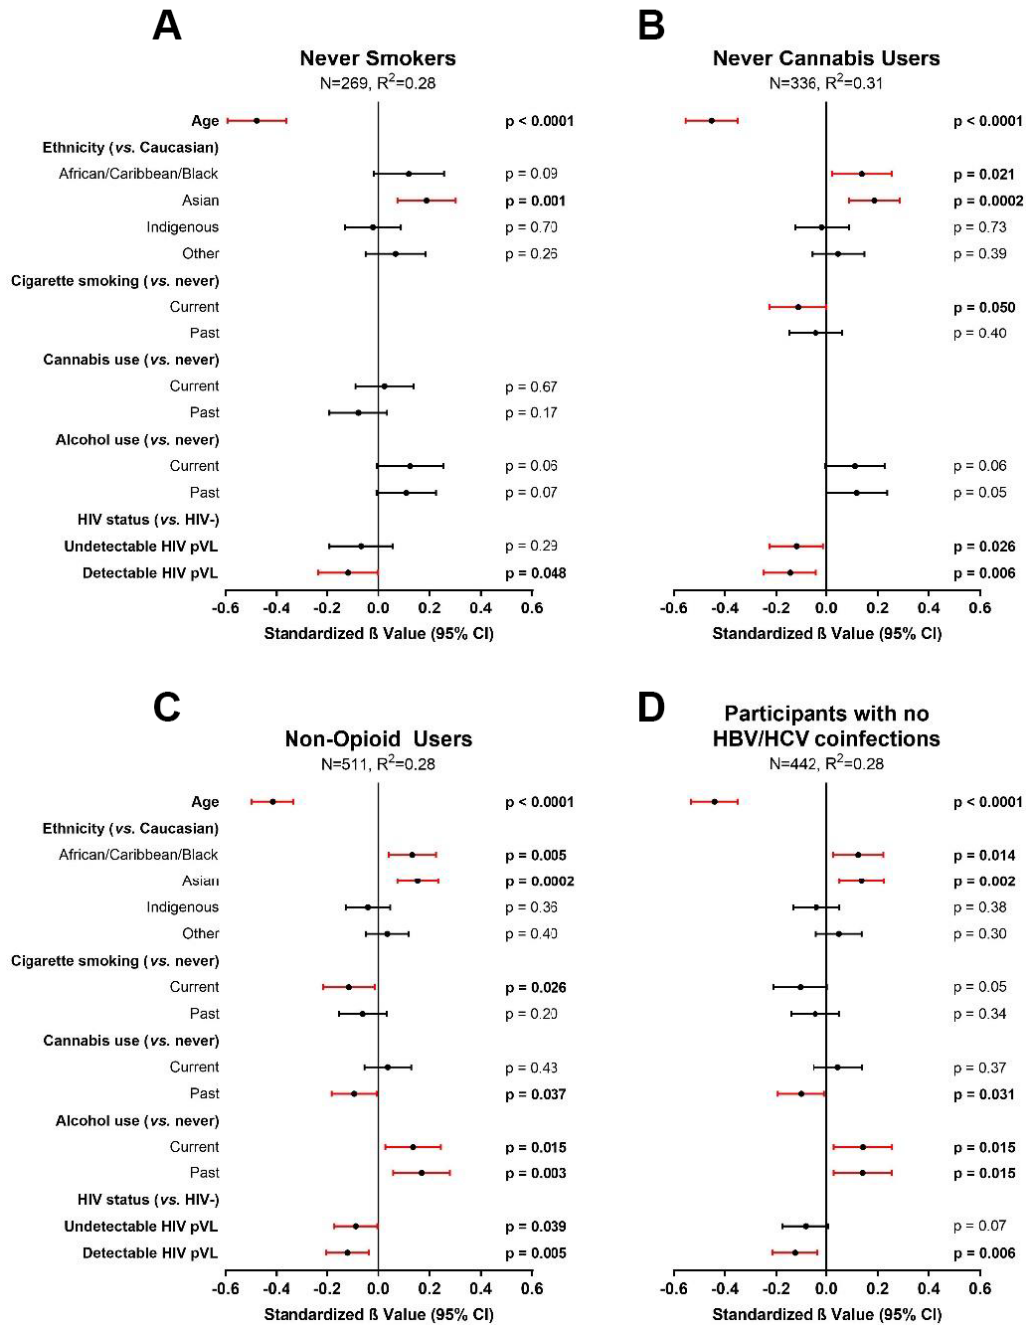 A
Never Smokers
N=269, R²=0.28
Age p < 0.0001
Ethnicity (vs. Caucasian)
African/Caribbean/Black p = 0.09
Asian p = 0.001
Indigenous p = 0.70
Other p = 0.26
Cigarette smoking (vs. never)
Current
Past
Cannabis use (vs. never)
Current p = 0.67
Past p = 0.17
Alcohol use (vs. never)
Current p = 0.06
Past p = 0.07
HIV status (vs. HIV-)
Undetectable HIV pVL p = 0.29
Detectable HIV pVL p = 0.048
-0.6 -0.4 -0.2 0.0 0.2 0.4 0.6
Standardized ß Value (95% CI)
B
Never Cannabis Users
N=336, R²=0.31
p < 0.0001
p = 0.021
p = 0.0002
p = 0.73
p = 0.39
p = 0.050
p = 0.40
p = 0.06
p = 0.05
p = 0.026
p = 0.006
-0.6 -0.4 -0.2 0.0 0.2 0.4 0.6
Standardized ß Value (95% CI)
C
Non-Opioid Users
N=511, R²=0.28
Age p < 0.0001
Ethnicity (vs. Caucasian)
African/Caribbean/Black p = 0.005
Asian p = 0.0002
Indigenous p = 0.36
Other p = 0.40
Cigarette smoking (vs. never)
Current p = 0.026
Past p = 0.20
Cannabis use (vs. never)
Current p = 0.43
Past p = 0.037
Alcohol use (vs. never)
Current p = 0.015
Past p = 0.003
HIV status (vs. HIV-)
Undetectable HIV pVL p = 0.039
Detectable HIV pVL p = 0.005
-0.6 -0.4 -0.2 0.0 0.2 0.4 0.6
Standardized ß Value (95% CI)
D
Participants with no
HBV/HCV coinfections
N=442, R²=0.28
p < 0.0001
p = 0.014
p = 0.002
p = 0.38
p = 0.30
p = 0.05
p = 0.34
p = 0.37
p = 0.031
p = 0.015
p = 0.015
p = 0.07
p = 0.006
-0.6 -0.4 -0.2 0.0 0.2 0.4 0.6
Standardized ß Value (95% CI)